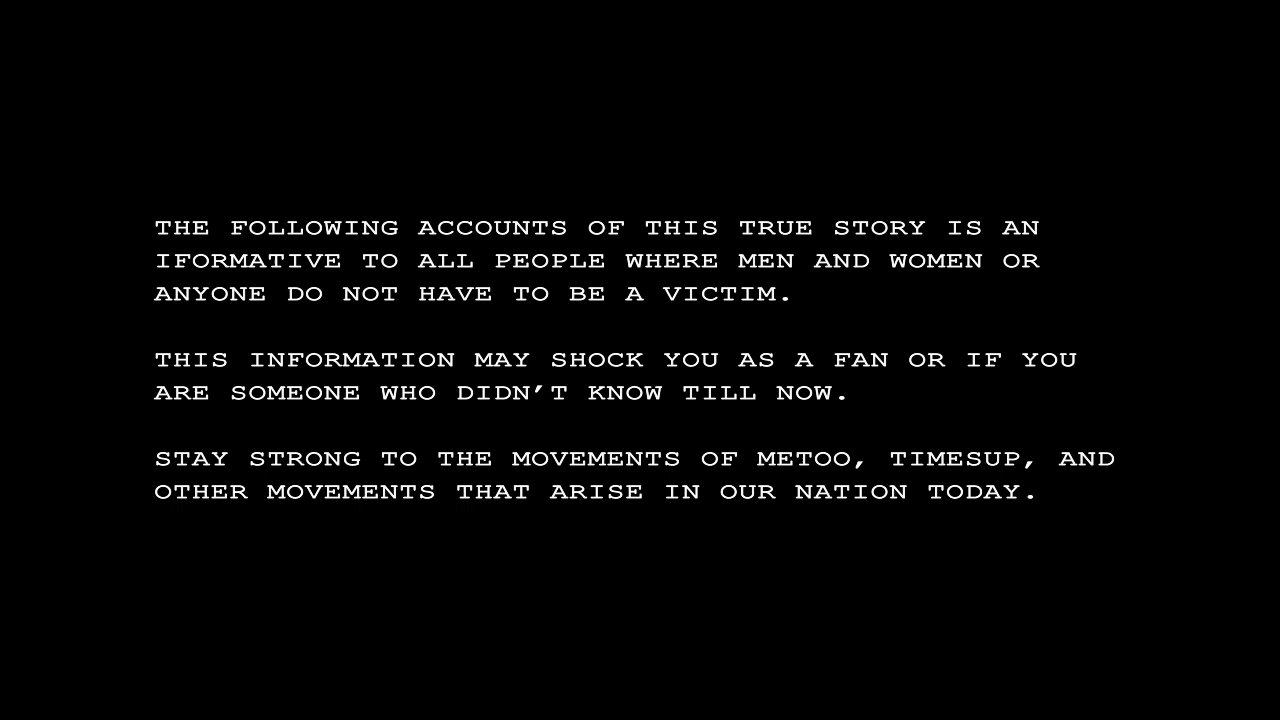 THE FOLLOWING ACCOUNTS OF THIS TRUE STORY IS AN
IFORMATIVE TO ALL PEOPLE WHERE MEN AND WOMEN OR
ANYONE DO NOT HAVE TO BE A VICTIM.
THIS INFORMATION MAY SHOCK YOU AS A FAN OR IF YOU
ARE SOMEONE WHO DIDN’T KNOW TILL NOW.
STAY STRONG TO THE MOVEMENTS OF METOO, TIMESUP, AND
OTHER MOVEMENTS THAT ARISE IN OUR NATION TODAY.